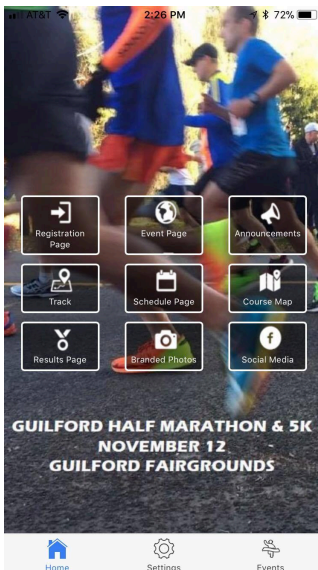 AT&T 2:26 PM 72%
Registration
Page
Event Page
Announcements
Track
Schedule Page
Course Map
Results Page
Branded Photos
Social Media
GUILFORD HALF MARATHON & 5K
NOVEMBER 12
GUILFORD FAIRGROUNDS
Home Settings Events